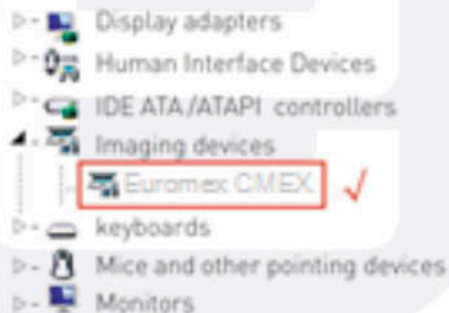 Display adapters
Human Interface Devices
IDE ATA/ATAPI controllers
Imaging devices
Euromex CMEX
keyboards
Mice and other pointing devices
Monitors